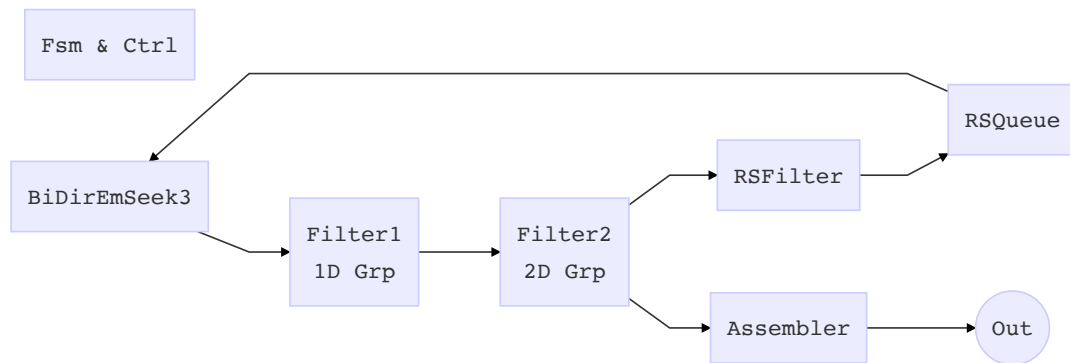 Fsm & Ctrl
RSQueue
RSFilter
BiDirEmSeek3
Filter1
1D Grp
Filter2
2D Grp
Assembler
Out